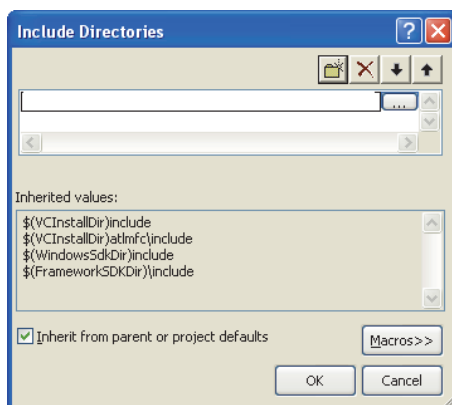 Include Directories
...
Inherited values:
$(VCInstallDir)include
$(VCInstallDir)atlmfc\include
$(WindowsSdkDir)include
$(FrameworkSDKDir)\include
Inherit from parent or project defaults
Macros>>
OK
Cancel